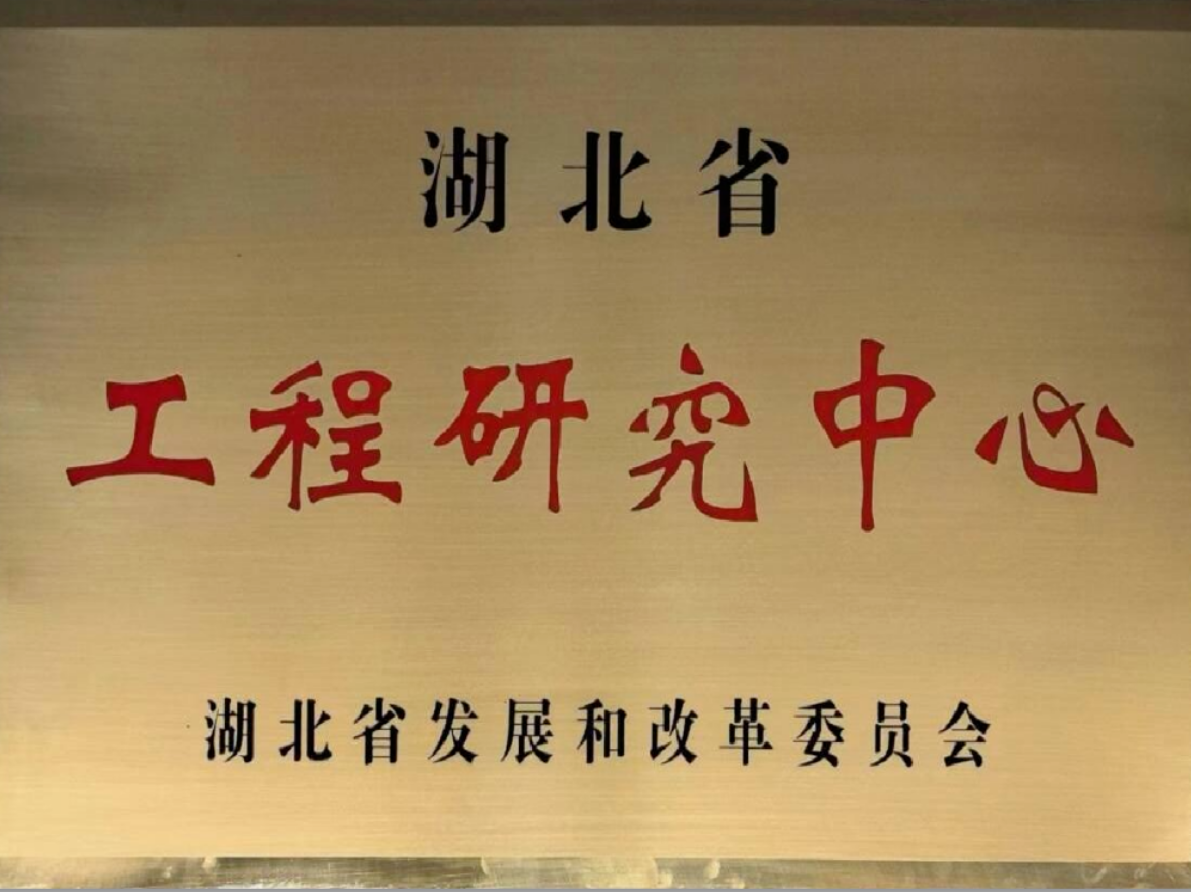 湖北省
工程研究中心
湖北省发展和改革委员会